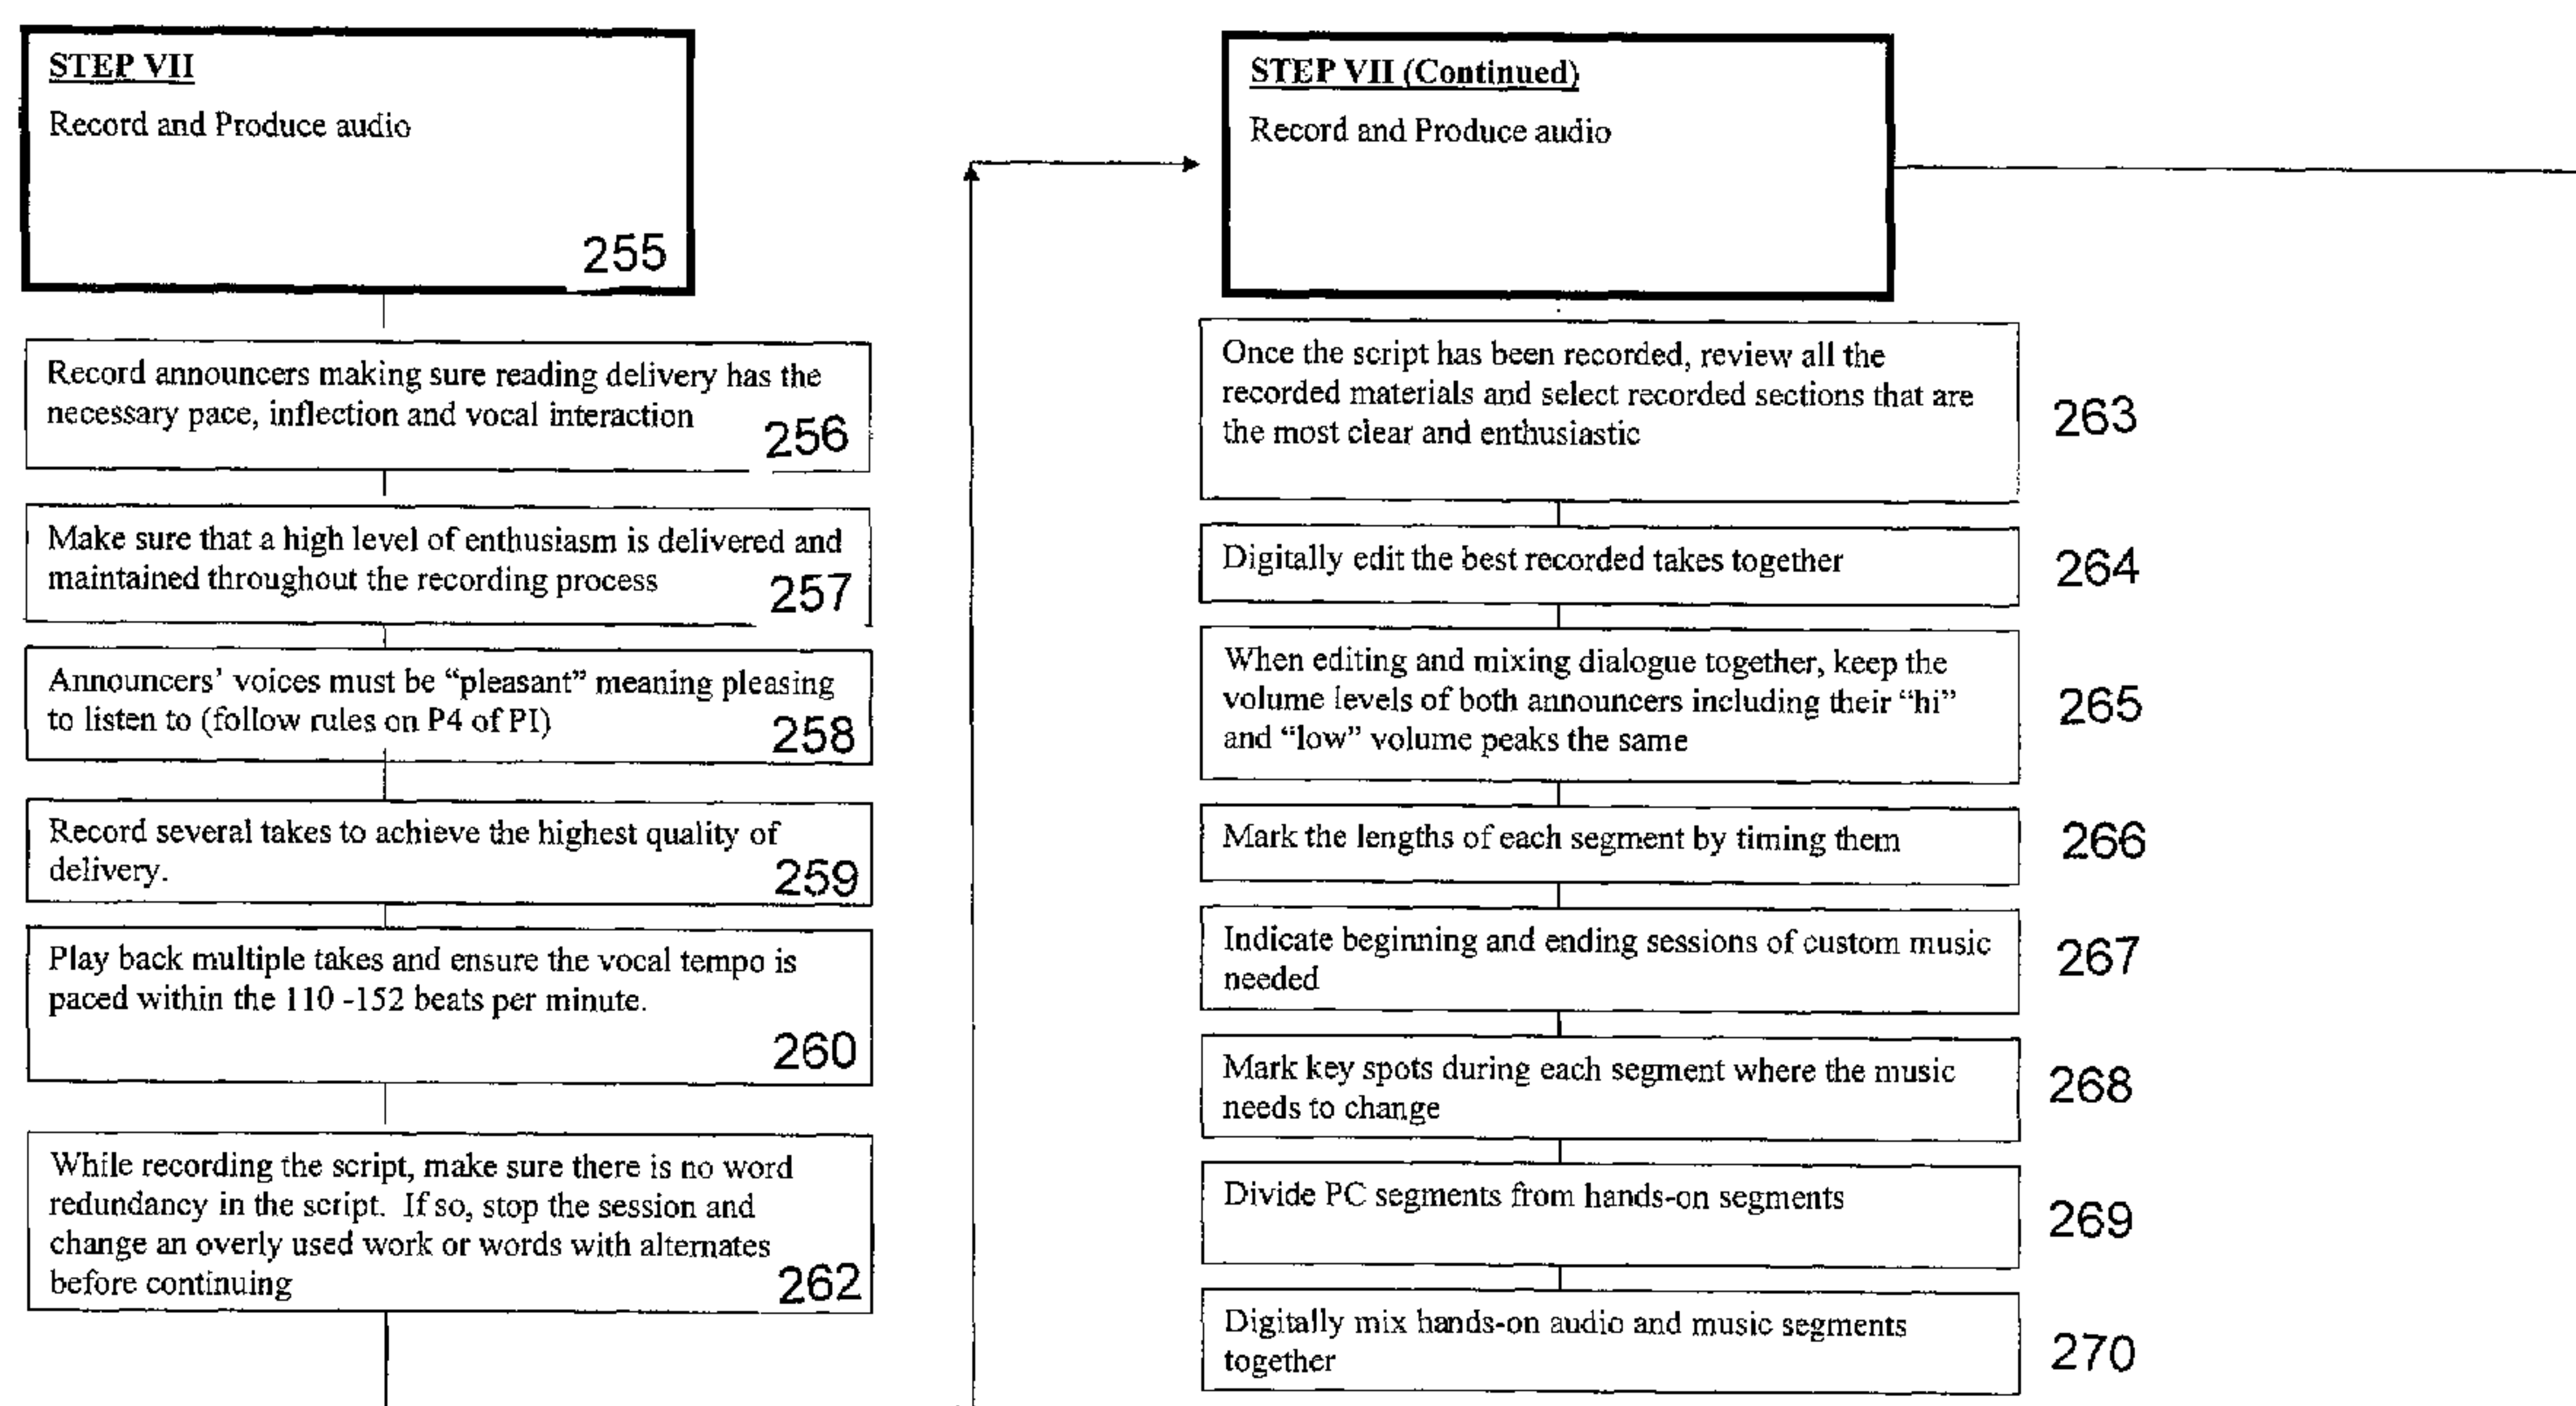 STEP VII
Record and Produce audio
255
Record announcers making sure reading delivery has the
necessary pace, inflection and vocal interaction
256
Make sure that a high level of enthusiasm is delivered and
maintained throughout the recording process
257
Announcers’ voices must be “pleasant” meaning pleasing
to listen to (follow rules on P4 of PI)
258
Record several takes to achieve the highest quality of
delivery.
259
Play back multiple takes and ensure the vocal tempo is
paced within the 110 -152 beats per minute.
260
While recording the script, make sure there is no word
redundancy in the script. If so, stop the session and
change an overly used work or words with alternates
before continuing
262
STEP VII (Continued)
Record and Produce audio
Once the script has been recorded, review all the
recorded materials and select recorded sections that are
the most clear and enthusiastic
263
Digitally edit the best recorded takes together
264
When editing and mixing dialogue together, keep the
volume levels of both announcers including their “hi”
and “low” volume peaks the same
265
Mark the lengths of each segment by timing them
266
Indicate beginning and ending sessions of custom music
needed
267
Mark key spots during each segment where the music
needs to change
268
Divide PC segments from hands-on segments
269
Digitally mix hands-on audio and music segments
together
270